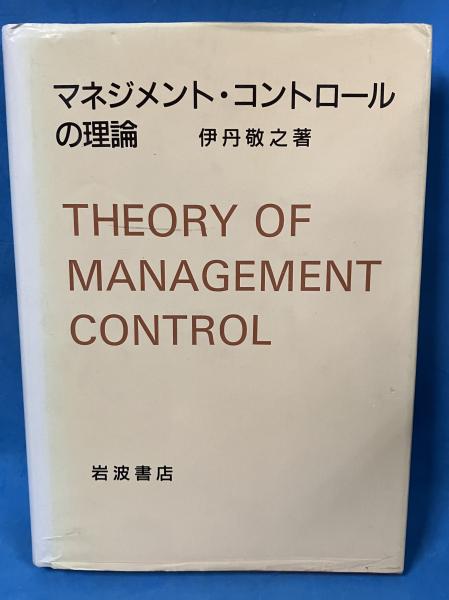 マネジメント・コントロール
の理論 伊丹敬之著
THEORY OF
MANAGEMENT
CONTROL
岩波書店